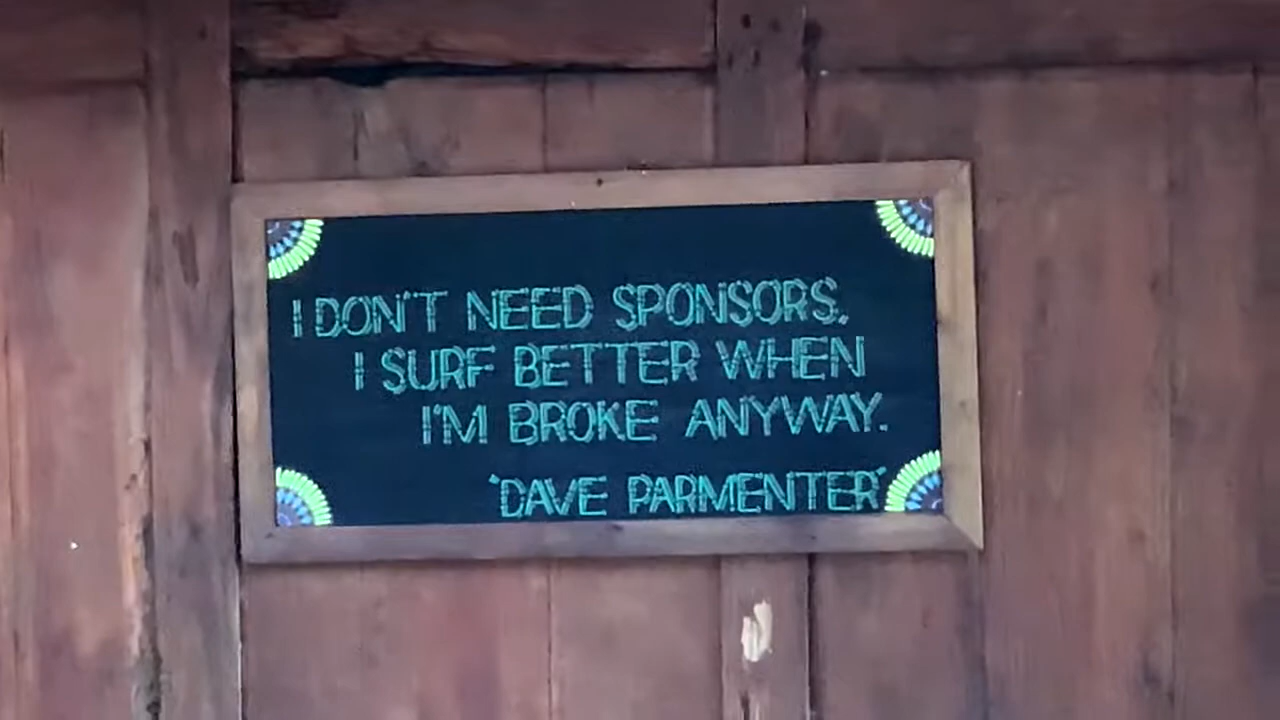 I DON'T NEED SPONSORS.
I SURF BETTER WHEN
I'M BROKE ANYWAY.
'DAVE PARMENTER'